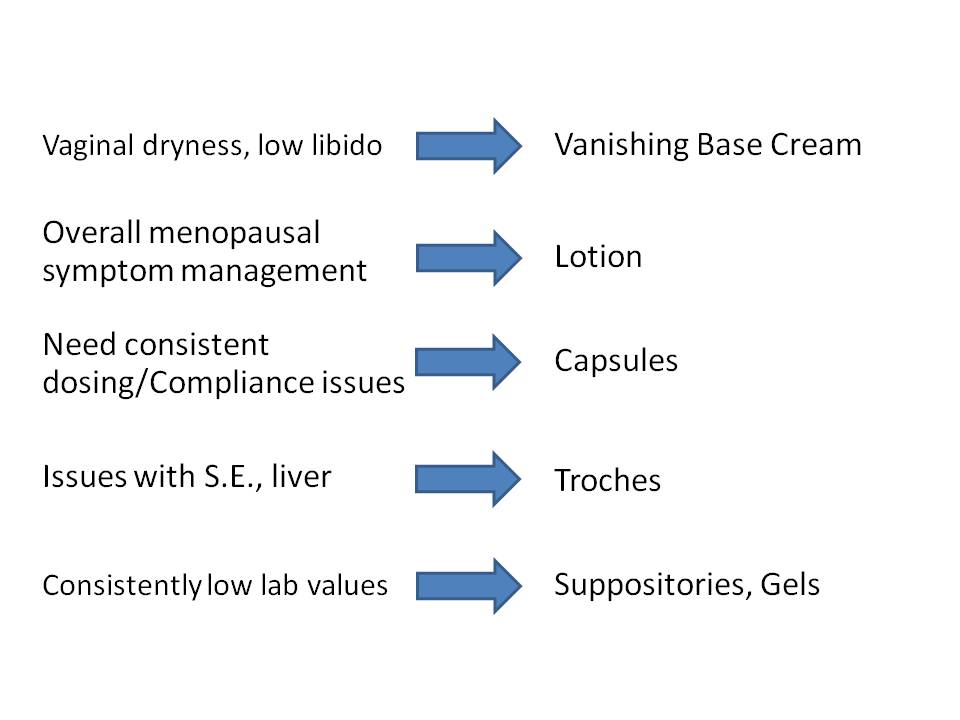 Vaginal dryness, low libido
Vanishing Base Cream
Overall menopausal
symptom management
Lotion
Need consistent
dosing/Compliance issues
Capsules
Issues with S.E., liver
Troches
Consistently low lab values
Suppositories, Gels